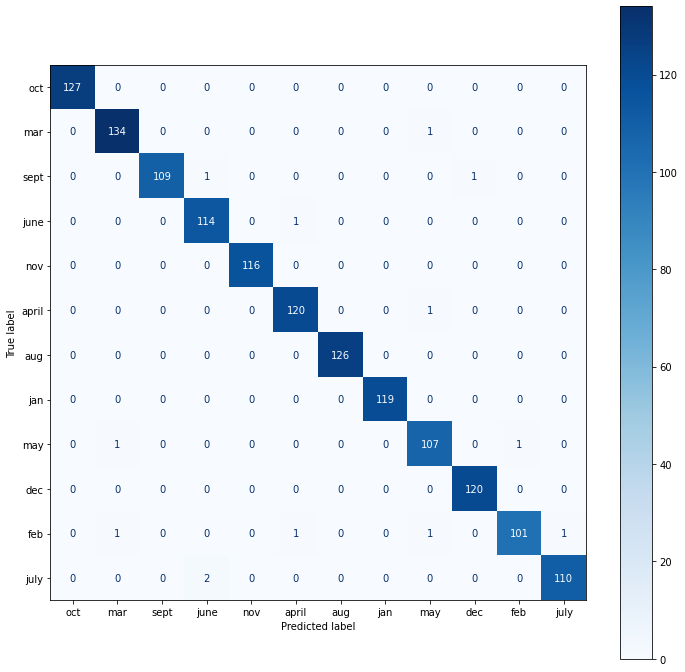 oct 127 0 0 0 0 0 0 0 0 0 0 0
mar 0 134 0 0 0 0 0 0 1 0 0 0
sept 0 0 109 1 0 0 0 0 0 1 0 0
june 0 0 0 114 0 1 0 0 0 0 0 0
nov 0 0 0 0 116 0 0 0 0 0 0 0
april 0 0 0 0 0 120 0 0 1 0 0 0
aug 0 0 0 0 0 0 126 0 0 0 0 0
jan 0 0 0 0 0 0 0 119 0 0 0 0
may 0 1 0 0 0 0 0 0 107 0 1 0
dec 0 0 0 0 0 0 0 0 0 120 0 0
feb 0 1 0 0 0 1 0 0 1 0 101 1
july 0 0 0 2 0 0 0 0 0 0 0 110
oct mar sept june nov april aug jan may dec feb july
Predicted label
True label
120
100
80
60
40
20
0